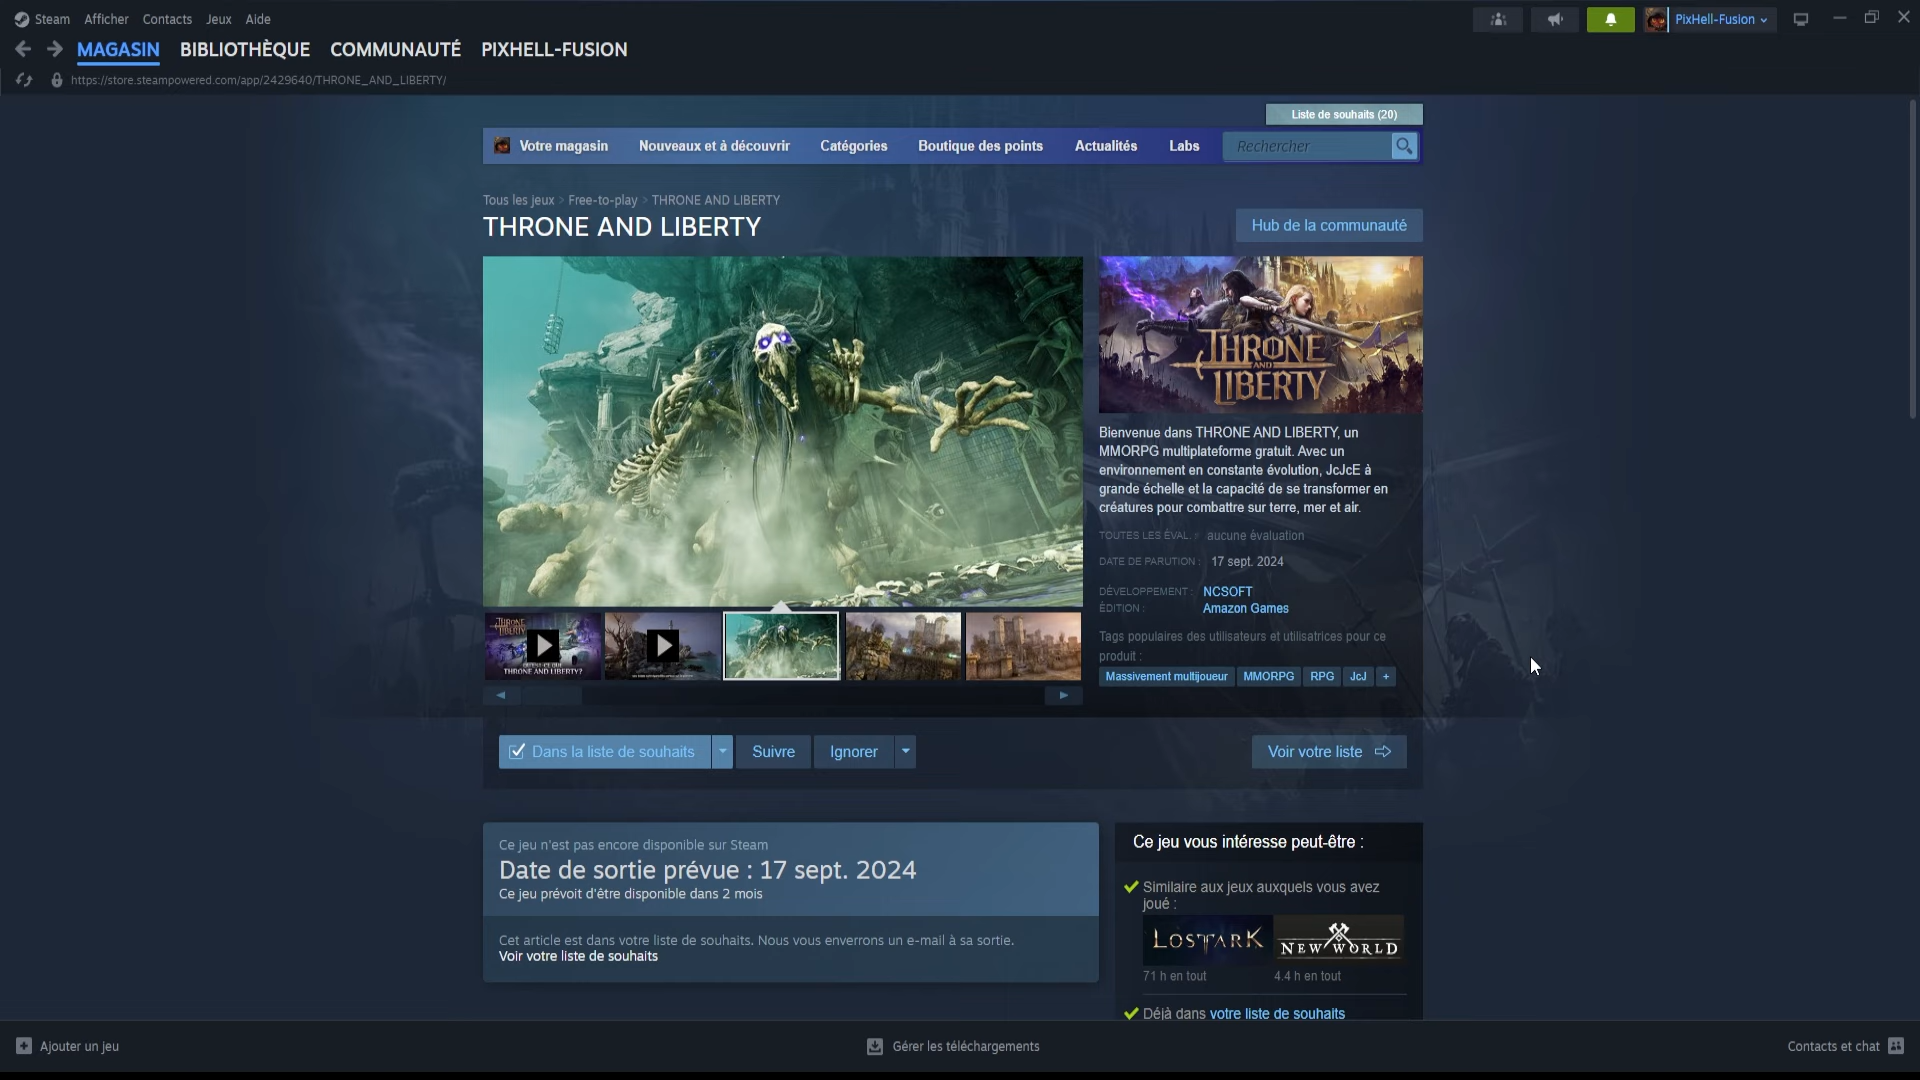 Steam Afficher Contacts Jeux Aide
PixHell-Fusion
MAGASIN BIBLIOTHÈQUE COMMUNAUTÉ PIXHELL-FUSION
https://store.steampowered.com/app/2429640/THRONE_AND_LIBERTY/
Liste de souhaits (20)
Votre magasin Nouveaux et à découvrir Catégories Boutique des points Actualités Labs Rechercher
Tous les jeux > Free-to-play > THRONE AND LIBERTY
THRONE AND LIBERTY
Hub de la communauté
THRONE
AND
LIBERTY
Bienvenue dans THRONE AND LIBERTY, un
MMORPG multiplateforme gratuit. Avec un
environnement en constante évolution, JcJcE à
grande échelle et la capacité de se transformer en
créatures pour combattre sur terre, mer et air.
TOUTES LES ÉVAL. : aucune évaluation
DATE DE PARUTION : 17 sept. 2024
DÉVELOPPEMENT : NCSOFT
ÉDITION : Amazon Games
Tags populaires des utilisateurs et utilisatrices pour ce
produit :
Massivement multijoueur MMORPG RPG JcJ +
THRONE
LIBERTY
THRONE AND LIBERTY?
Dans la liste de souhaits Suivre Ignorer Voir votre liste
Ce jeu n'est pas encore disponible sur Steam
Date de sortie prévue : 17 sept. 2024
Ce jeu prévoit d'être disponible dans 2 mois
Cet article est dans votre liste de souhaits. Nous vous enverrons un e-mail à sa sortie.
Voir votre liste de souhaits
Ce jeu vous intéresse peut-être :
Similaire aux jeux auxquels vous avez
joué :
LOST ARK NEW WORLD
71 h en tout 4.4 h en tout
Déjà dans votre liste de souhaits
Ajouter un jeu Gérer les téléchargements Contacts et chat